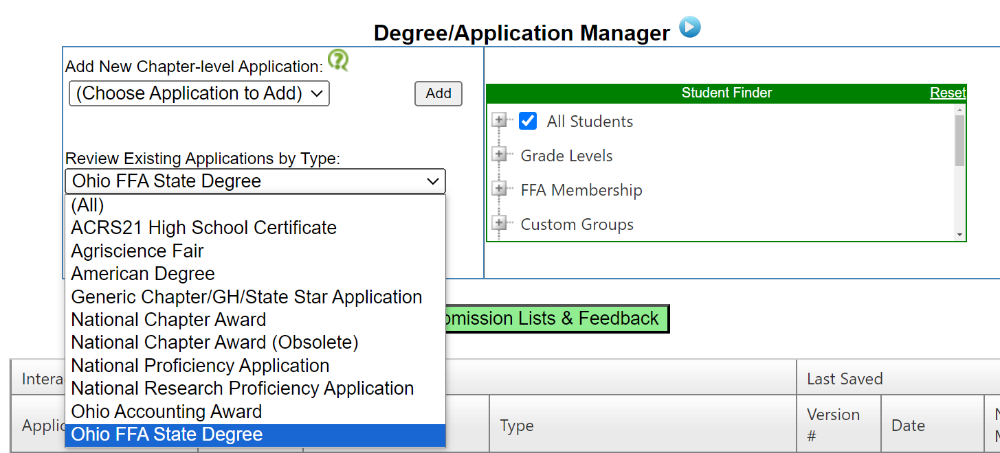 Degree/Application Manager
Add New Chapter-level Application:
(Choose Application to Add)
Add
Review Existing Applications by Type:
Ohio FFA State Degree
(All)
ACRS21 High School Certificate
Agriscience Fair
American Degree
Generic Chapter/GH/State Star Application
National Chapter Award
National Chapter Award (Obsolete)
National Proficiency Application
National Research Proficiency Application
Ohio Accounting Award
Ohio FFA State Degree
Student Finder
Reset
All Students
Grade Levels
FFA Membership
Custom Groups
Lists & Feedback
Last Saved
Type
Version
#
Date